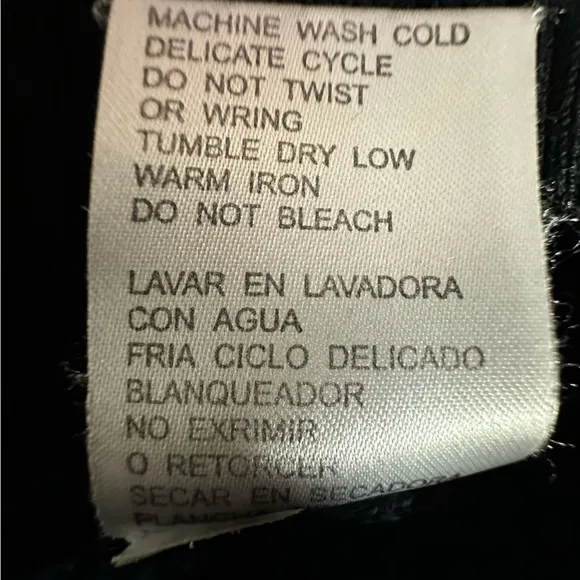 MACHINE WASH COLD
DELICATE CYCLE
DO NOT TWIST
OR WRING
TUMBLE DRY LOW
WARM IRON
DO NOT BLEACH
LAVAR EN LAVADORA
CON AGUA
FRIA CICLO DELICADO
BLANQUEADOR
NO EXRIMIR
O RETORCER
SECAR EN SECADORA